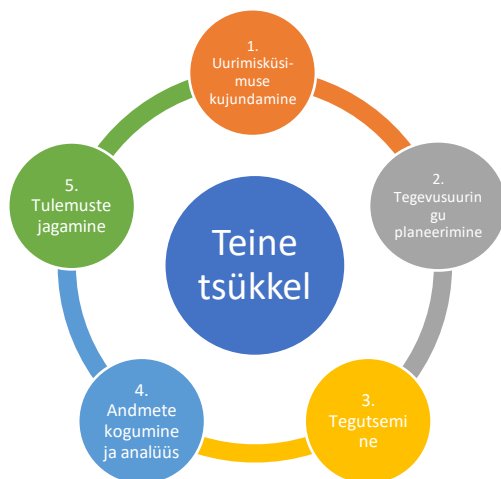 1.
Uurimisküsi-
muse
kujundamine
2.
Tegevusuurin
gu
planeerimine
3.
Tegutsemi
ne
4.
Andmete
kogumine
ja analüüs
5.
Tulemuste
jagamine
Teine
tsükkel